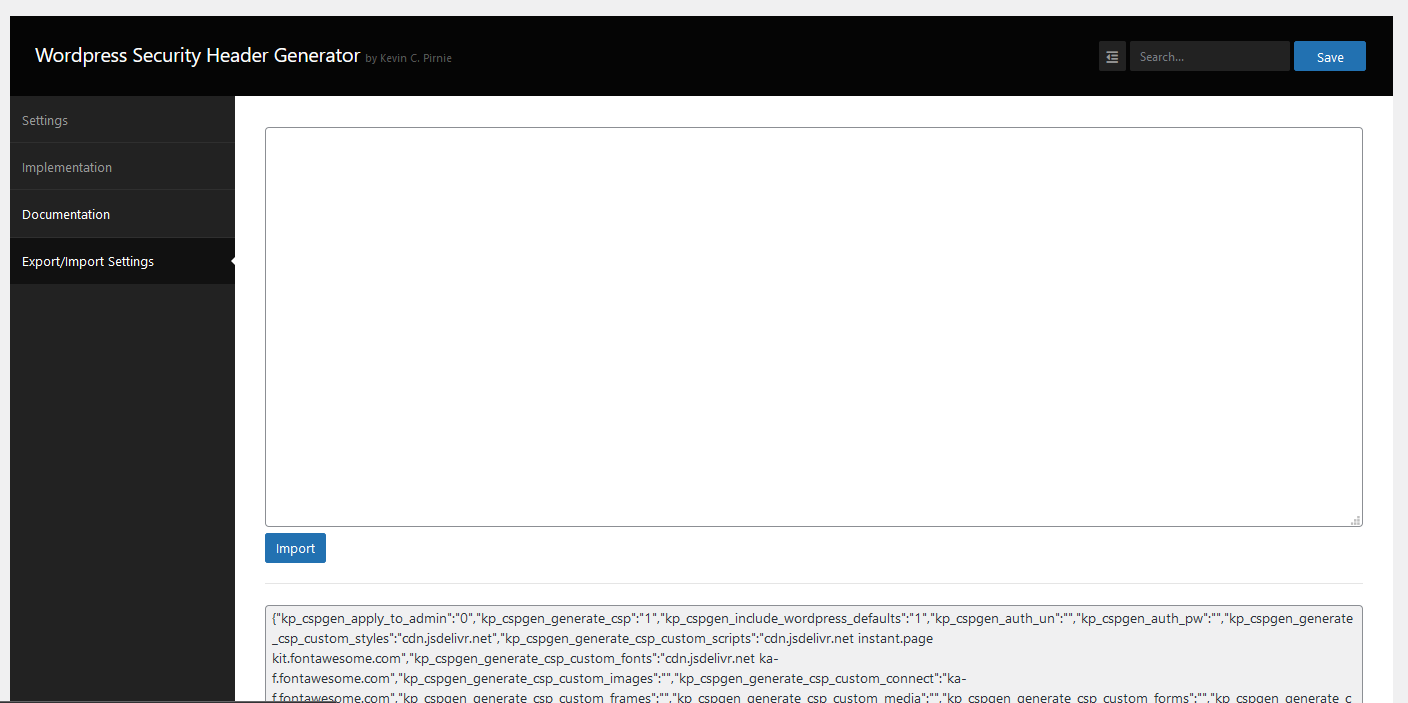 Wordpress Security Header Generator by Kevin C. Pirnie
Search...
Save
Settings
Implementation
Documentation
Export/Import Settings
Import
{"kp_cspgen_apply_to_admin":"0","kp_cspgen_generate_csp":"1","kp_cspgen_include_wordpress_defaults":"1","kp_cspgen_auth_un":"","kp_cspgen_auth_pw":"","kp_cspgen_generate
_csp_custom_styles":"cdn.jsdelivr.net","kp_cspgen_generate_csp_custom_scripts":"cdn.jsdelivr.net instant.page
kit.fontawesome.com","kp_cspgen_generate_csp_custom_fonts":"cdn.jsdelivr.net ka-
f.fontawesome.com","kp_cspgen_generate_csp_custom_images":"","kp_cspgen_generate_csp_custom_connect":"ka-
f.fontawesome.com","kp_cspgen_generate_csp_custom_frames":"","kp_cspgen_generate_csp_custom_media":"","kp_cspgen_generate_csp_custom_forms":"","kp_cspgen_generate_c